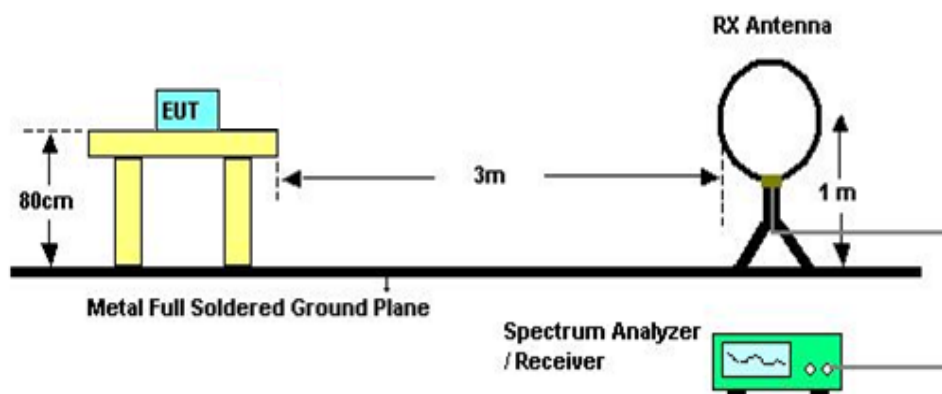 RX Antenna
EUT
80cm
3m
1 m
Metal Full Soldered Ground Plane
Spectrum Analyzer
/ Receiver